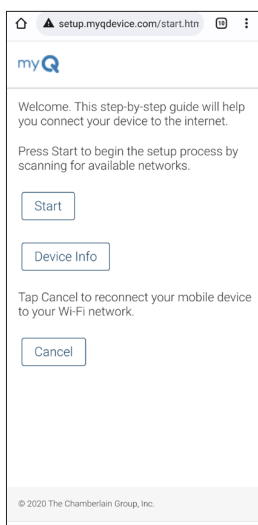 setup.myqdevice.com/start.htm
10
myQ
Welcome. This step-by-step guide will help
you connect your device to the internet.
Press Start to begin the setup process by
scanning for available networks.
Start
Device Info
Tap Cancel to reconnect your mobile device
to your Wi-Fi network.
Cancel
© 2020 The Chamberlain Group, Inc.